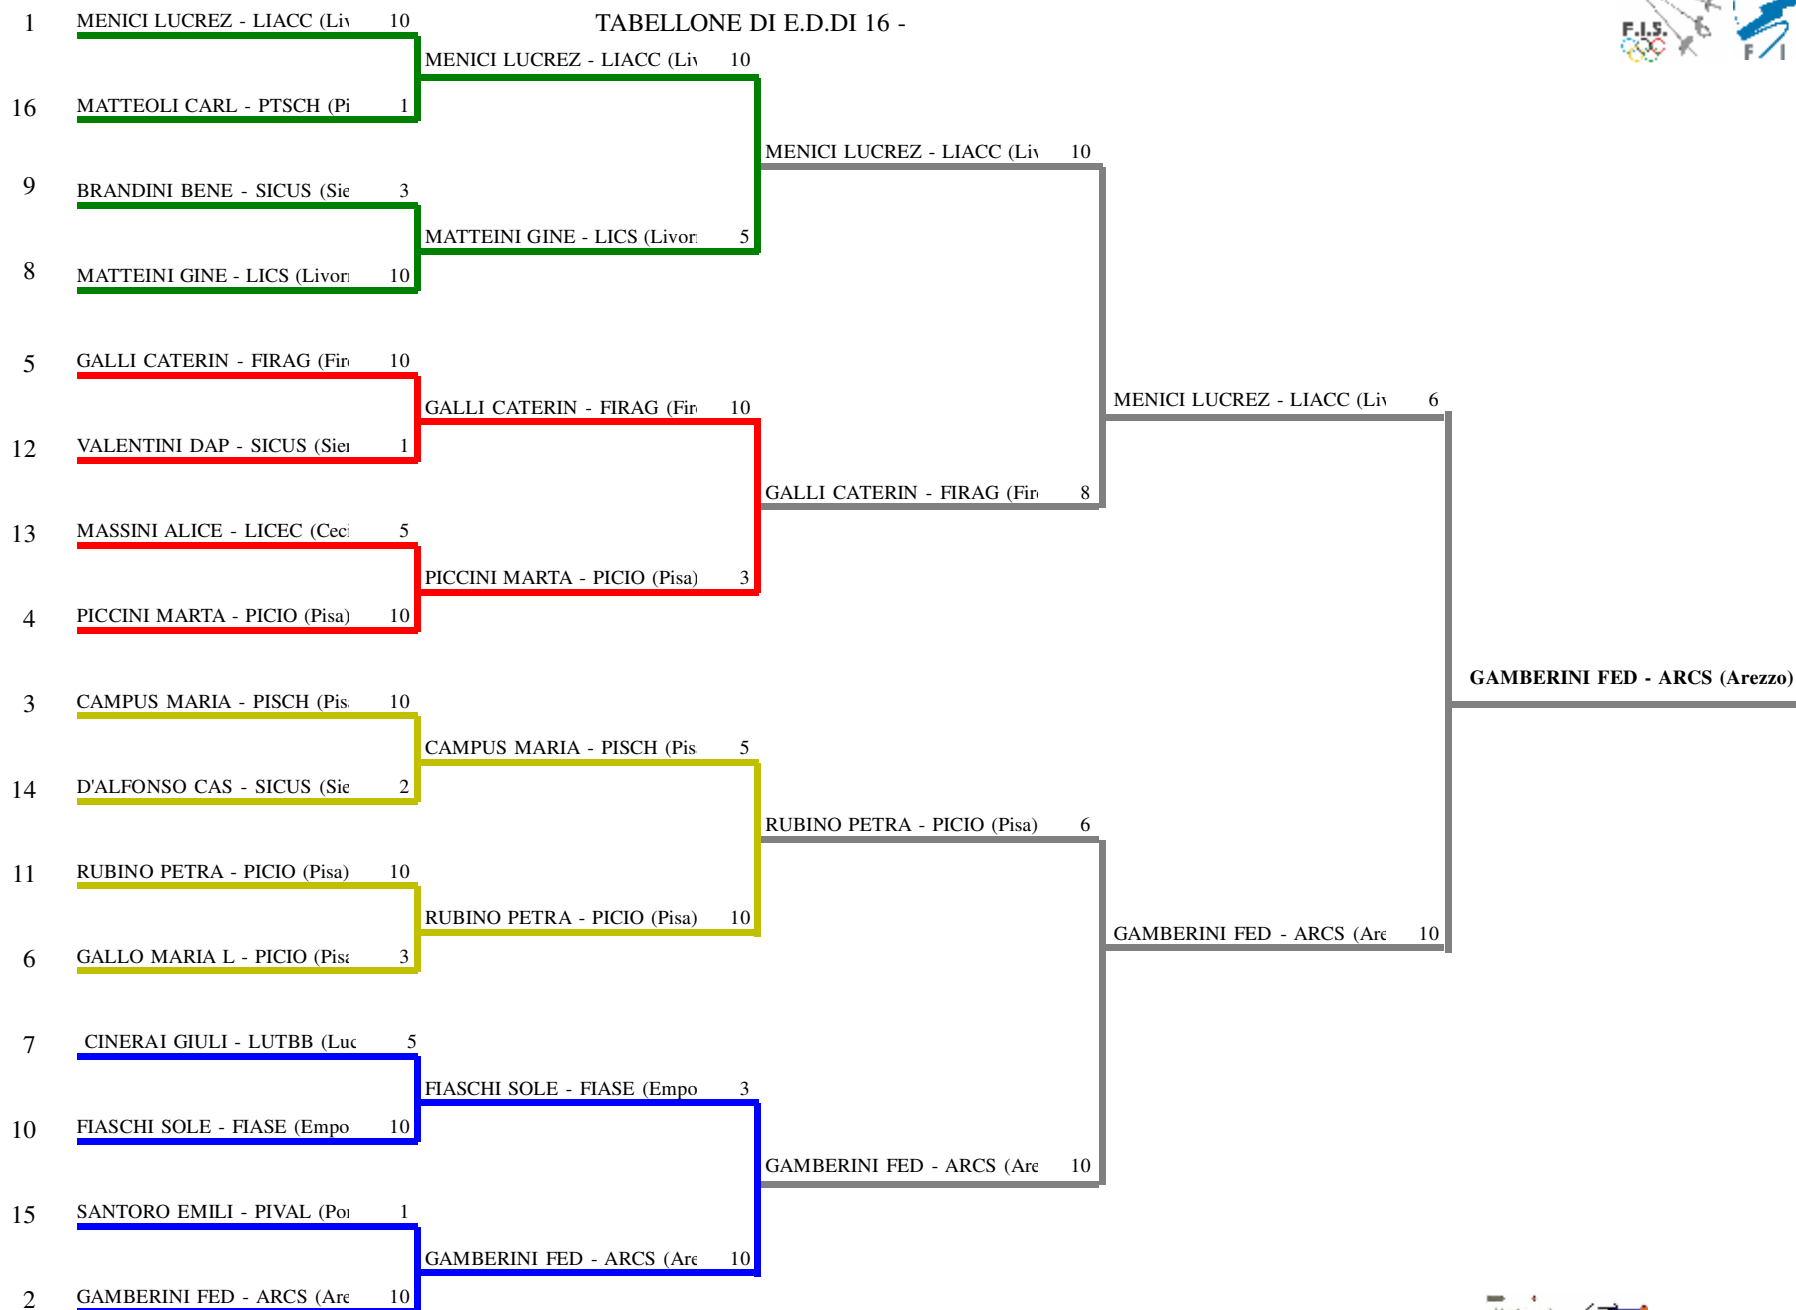 TABELLONE DI E.D.DI 16 -
F.I.S.
F I
1 MENICI LUCREZ - LIACC (Liv 10
16 MATTEOLI CARL - PTSCH (Pi 1
9 BRANDINI BENE - SICUS (Sie 3
8 MATTEINI GINE - LICS (Livor 10
5 GALLI CATERIN - FIRAG (Fir 10
12 VALENTINI DAP - SICUS (Sie 1
13 MASSINI ALICE - LICEC (Ceci 5
4 PICCINI MARTA - PICIO (Pisa) 10
3 CAMPUS MARIA - PISCH (Pis 10
14 D'ALFONSO CAS - SICUS (Sie 2
11 RUBINO PETRA - PICIO (Pisa) 10
6 GALLO MARIA L - PICIO (Pisa 3
7 CINERAI GIULI - LUTBB (Luc 5
10 FIASCHI SOLE - FIASE (Empo 10
15 SANTORO EMILI - PIVAL (Po 1
2 GAMBERINI FED - ARCS (Are 10
MENICI LUCREZ - LIACC (Liv 10
MATTEINI GINE - LICS (Livor 5
GALLI CATERIN - FIRAG (Fir 10
PICCINI MARTA - PICIO (Pisa) 3
CAMPUS MARIA - PISCH (Pis 5
RUBINO PETRA - PICIO (Pisa) 10
FIASCHI SOLE - FIASE (Empo 3
GAMBERINI FED - ARCS (Are 10
MENICI LUCREZ - LIACC (Liv 10
GALLI CATERIN - FIRAG (Fir 8
RUBINO PETRA - PICIO (Pisa) 6
GAMBERINI FED - ARCS (Are 10
MENICI LUCREZ - LIACC (Liv 6
GAMBERINI FED - ARCS (Are 10
GAMBERINI FED - ARCS (Arezzo)